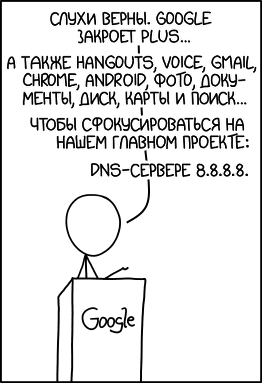 СЛУХИ ВЕРНЫ. GOOGLE
ЗАКРОЕТ PLUS...
А ТАКЖЕ HANGOUTS, VOICE, GMAIL,
CHROME, ANDROID, ФОТО, ДОКУ-
МЕНТЫ, ДИСК, КАРТЫ И ПОИСК...
ЧТОБЫ СФОКУСИРОВАТЬСЯ НА
НАШЕМ ГЛАВНОМ ПРОЕКТЕ:
DNS-СЕРВЕРЕ 8.8.8.8.
Google